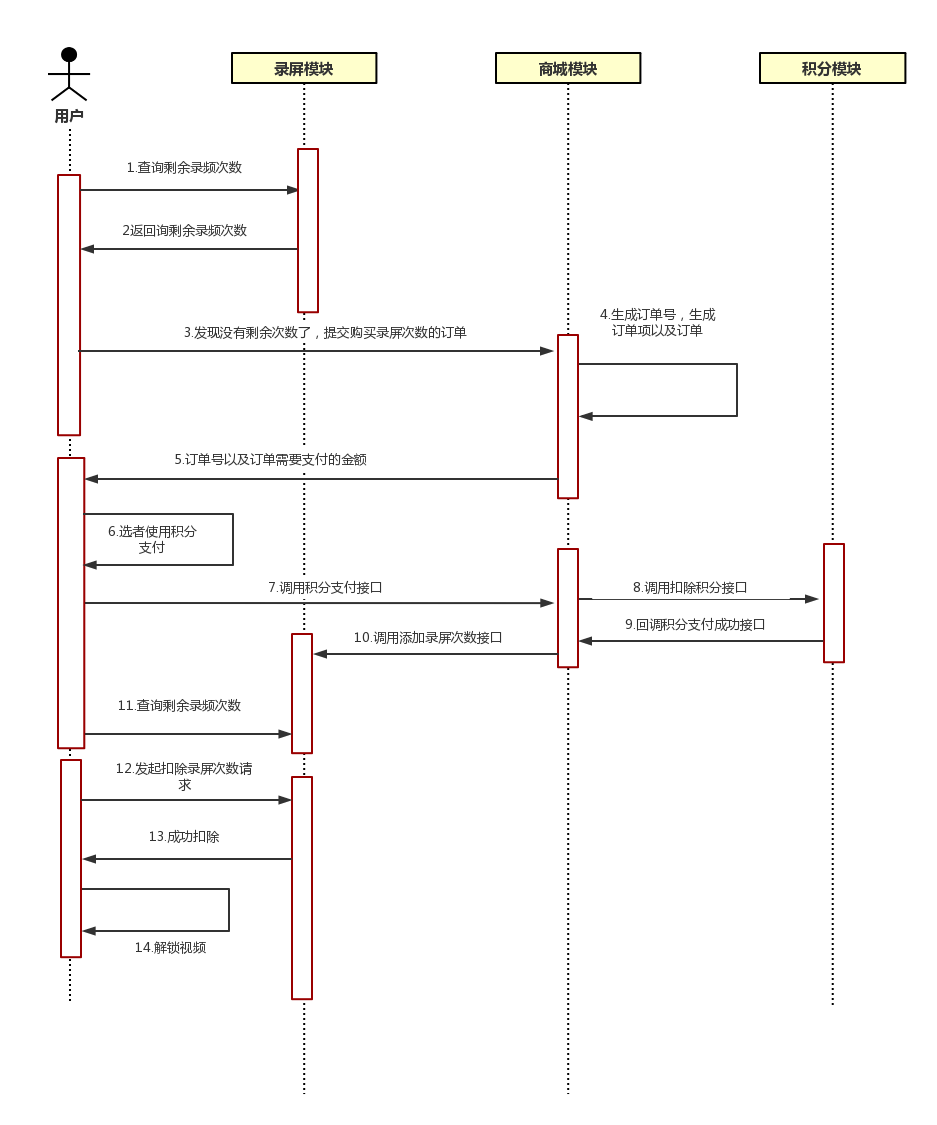 用户
录屏模块
商城模块
积分模块
1.查询剩余录频次数
2返回询剩余录频次数
3.发现没有剩余次数了，提交购买录屏次数的订单
4.生成订单号，生成
订单项以及订单
5.订单号以及订单需要支付的金额
6.选者使用积分
支付
7.调用积分支付接口
8.调用扣除积分接口
9.回调积分支付成功接口
10.调用添加录屏次数接口
11.查询剩余录频次数
12.发起扣除录屏次数请
求
13.成功扣除
14.解锁视频